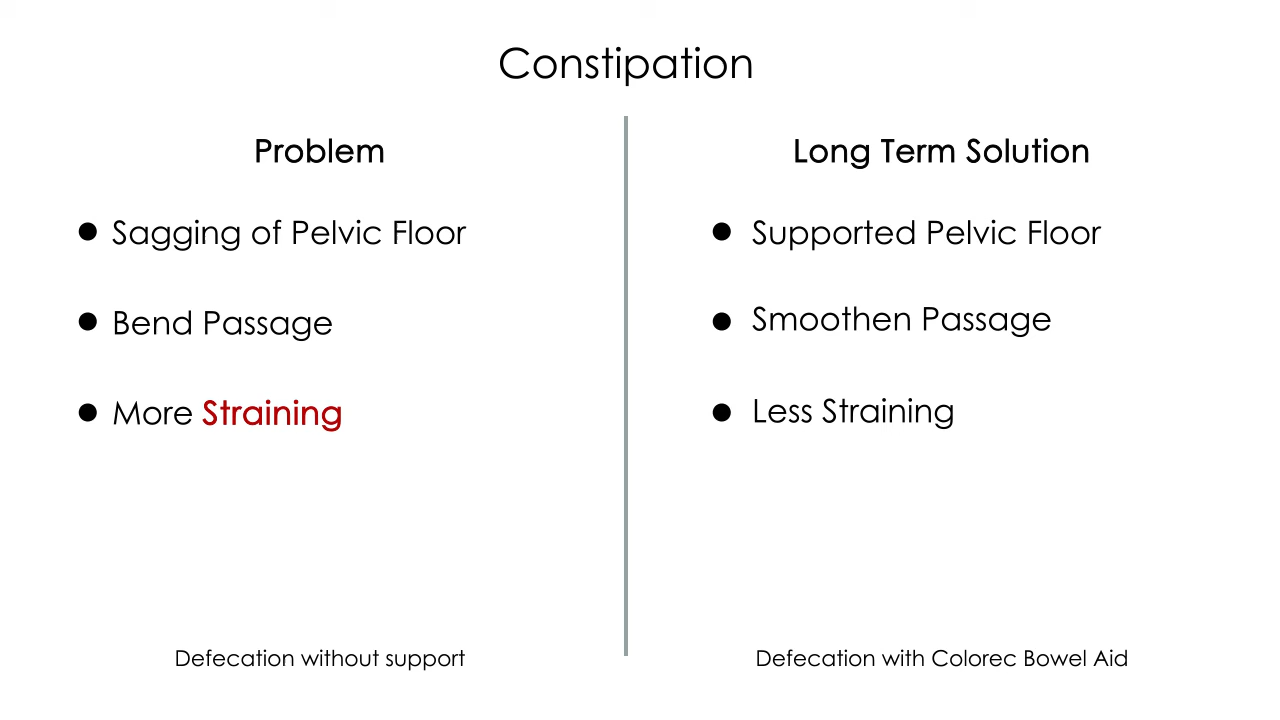 Constipation
Problem
Sagging of Pelvic Floor
Bend Passage
More Straining
Defecation without support
Long Term Solution
Supported Pelvic Floor
Smoothen Passage
Less Straining
Defecation with Colorec Bowel Aid